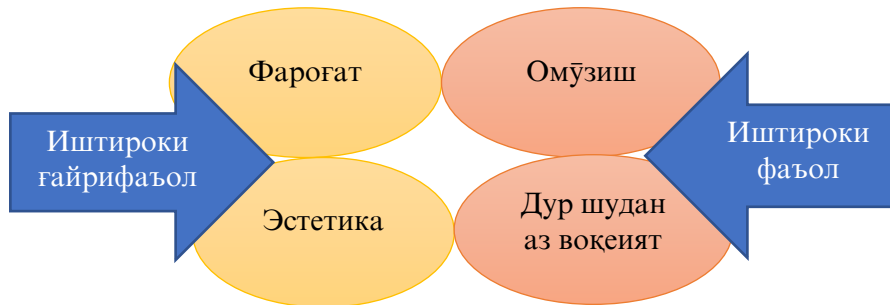 Фароғат
Омӯзиш
Иштироки
ғайрифаъол
Иштироки
фаъол
Эстетика
Дур шудан
аз воқеият